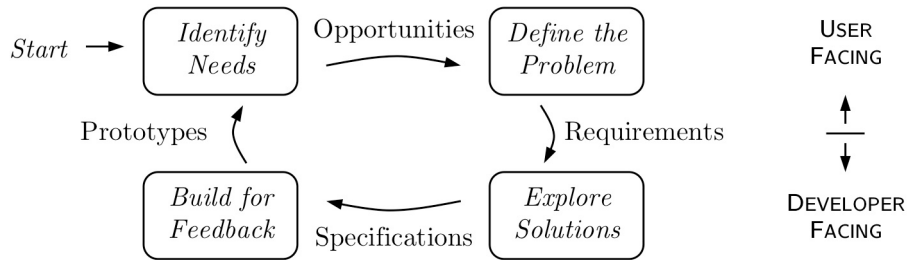 Start
Identify
Needs
Opportunities
Define the
Problem
USER
FACING
Prototypes
Requirements
Build for
Feedback
Specifications
Explore
Solutions
DEVELOPER
FACING